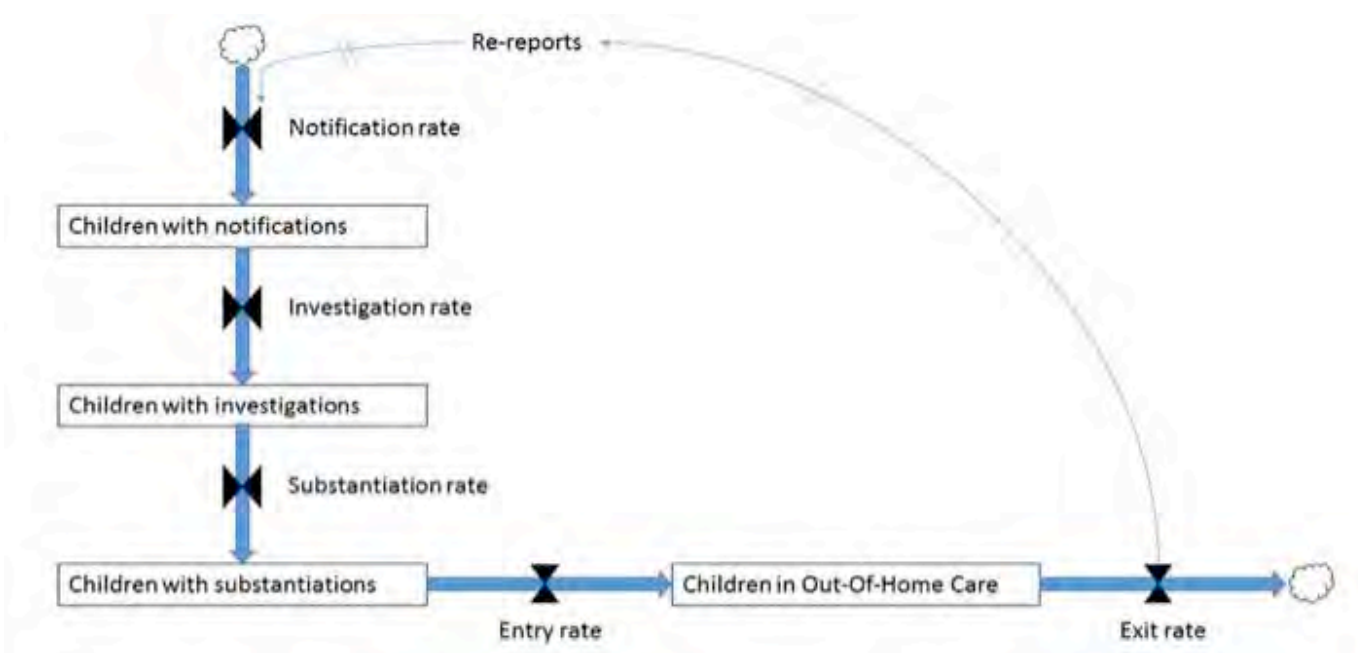 Re-reports
Notification rate
Children with notifications
Investigation rate
Children with investigations
Substantiation rate
Children with substantiations
Children in Out-Of-Home Care
Entry rate
Exit rate